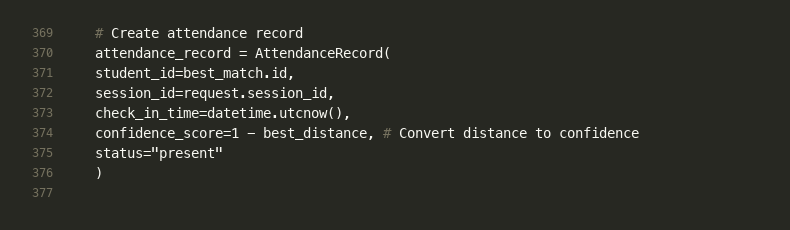 369 # Create attendance record
370 attendance_record = AttendanceRecord(
371 student_id=best_match.id,
372 session_id=request.session_id,
373 check_in_time=datetime.utcnow(),
374 confidence_score=1 − best_distance, # Convert distance to confidence
375 status="present"
376 )
377